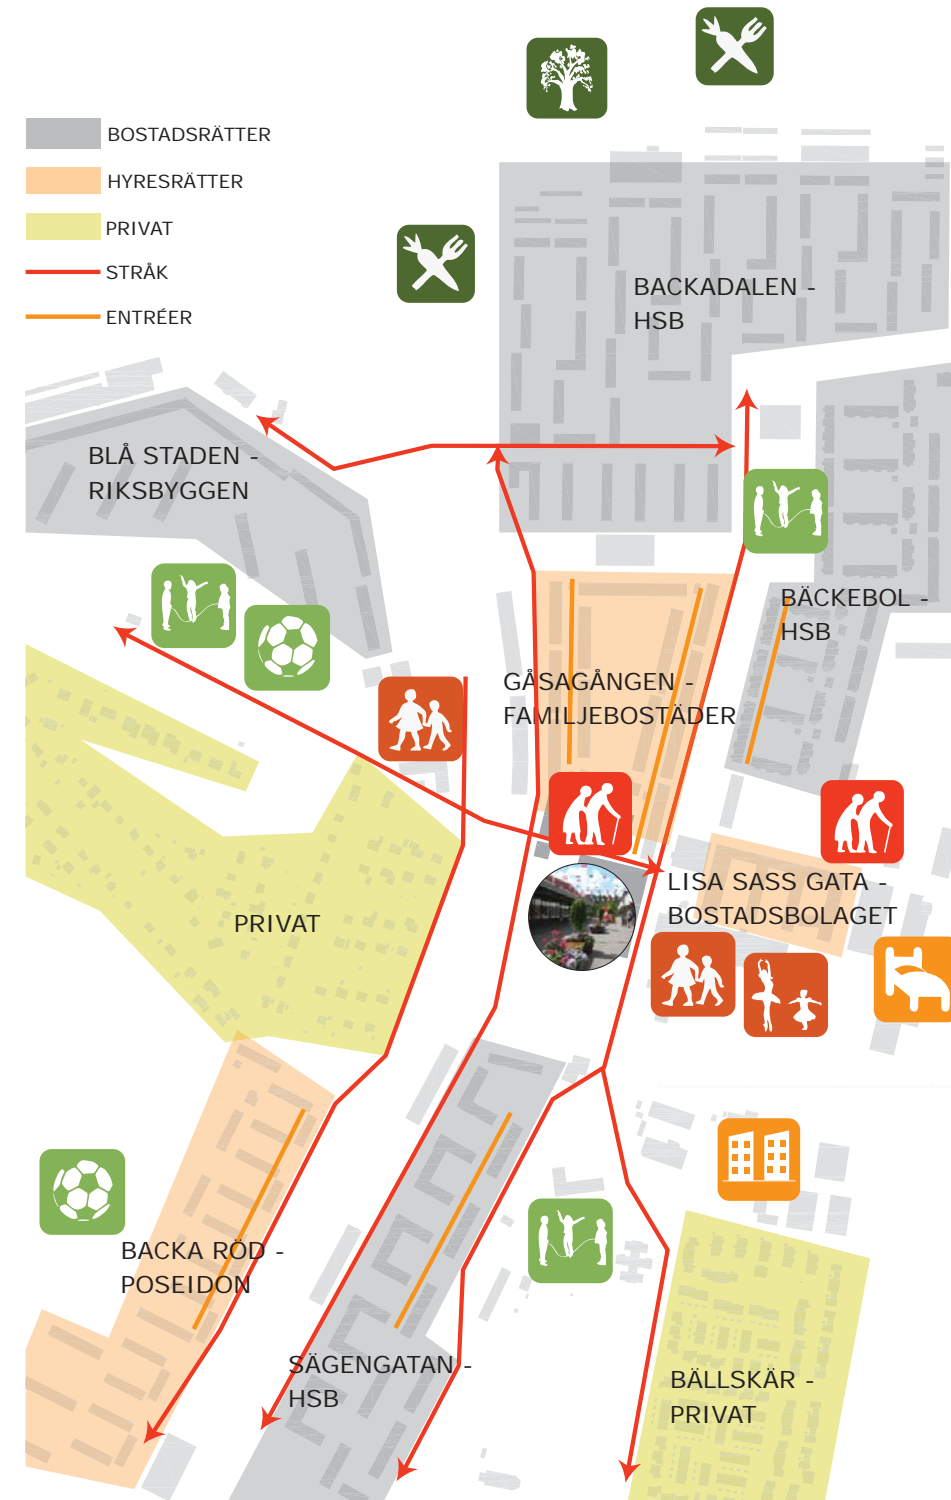 BOSTADSRÄTTER
HYRESRÄTTER
PRIVAT
STRÅK
ENTRÉER
BACKADALEN -
HSB
BLÅ STADEN -
RIKSBYGGEN
BÄCKEBOL -
HSB
GÅSAGÅNGEN -
FAMILJEBOSTÄDER
LISA SASS GATA -
BOSTADSBOLAGET
PRIVAT
BACKA RÖD -
POSEIDON
SÄGENGATAN -
HSB
BÄLLSKÄR -
PRIVAT